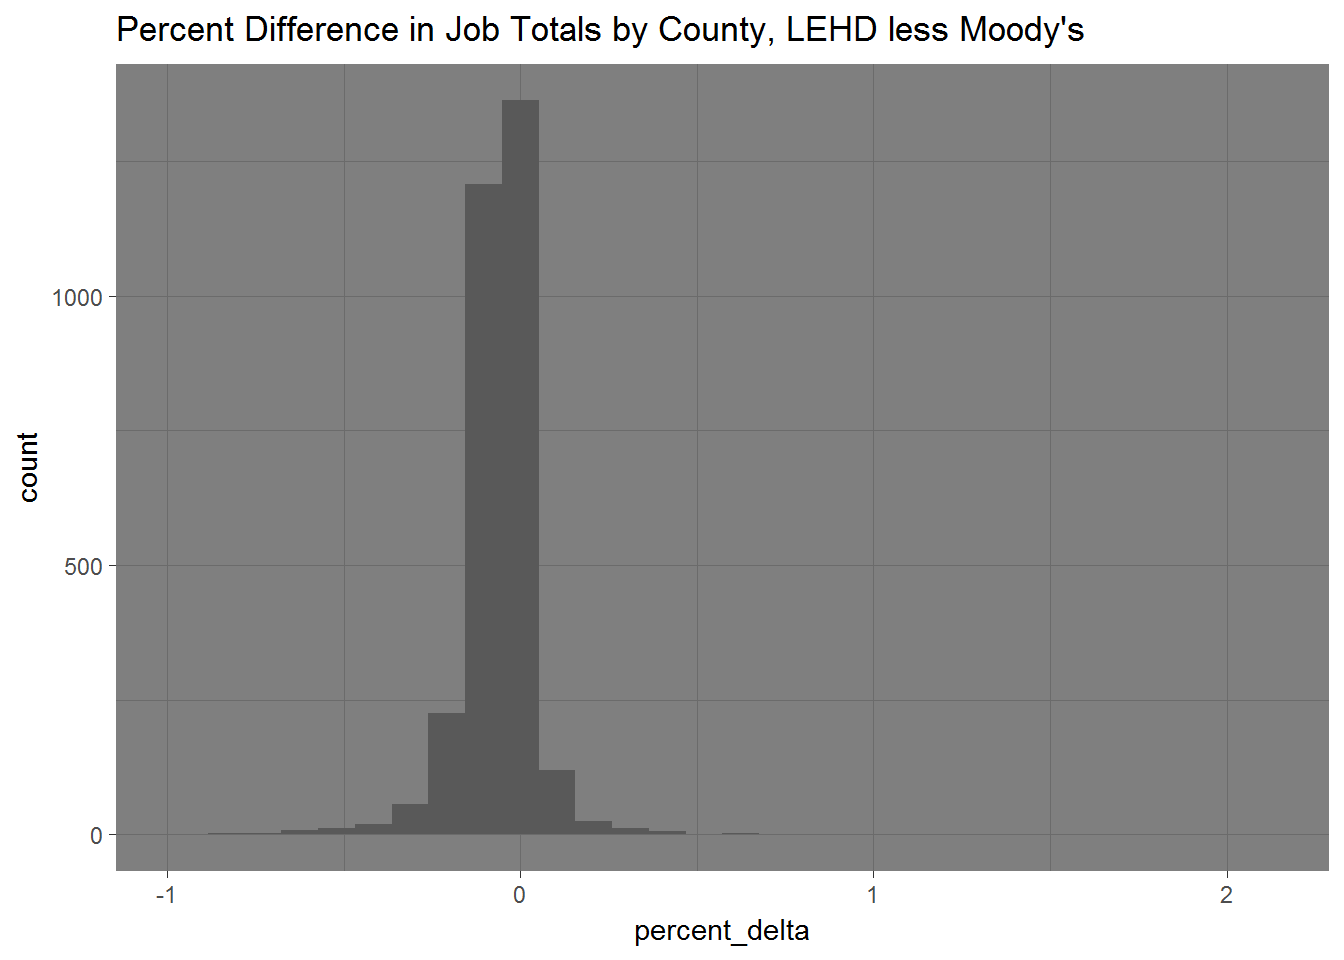 Percent Difference in Job Totals by County, LEHD less Moody's
count
1000
500
0
-1
0
1
2
percent_delta